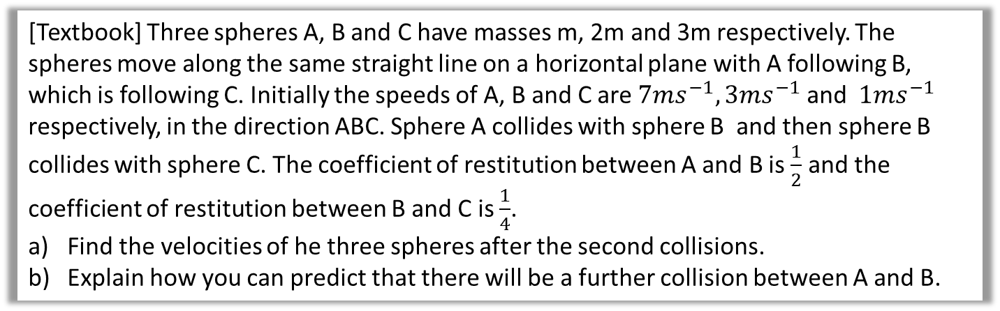 [Textbook] Three spheres A, B and C have masses m, 2m and 3m respectively. The
spheres move along the same straight line on a horizontal plane with A following B,
which is following C. Initially the speeds of A, B and C are 7ms⁻¹, 3ms⁻¹ and 1ms⁻¹
respectively, in the direction ABC. Sphere A collides with sphere B and then sphere B
collides with sphere C. The coefficient of restitution between A and B is 1/2 and the
coefficient of restitution between B and C is 1/4.
a) Find the velocities of he three spheres after the second collisions.
b) Explain how you can predict that there will be a further collision between A and B.